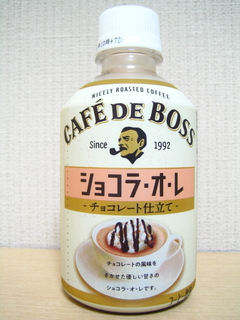 NICELY ROASTED COFFEE
CAFÉ DE BOSS
Since 1992
ショコラ・オ・レ
-チョコレート仕立て-
チョコレートの風味を
きかせた優しい甘さの
ショコラ・オ・レです。